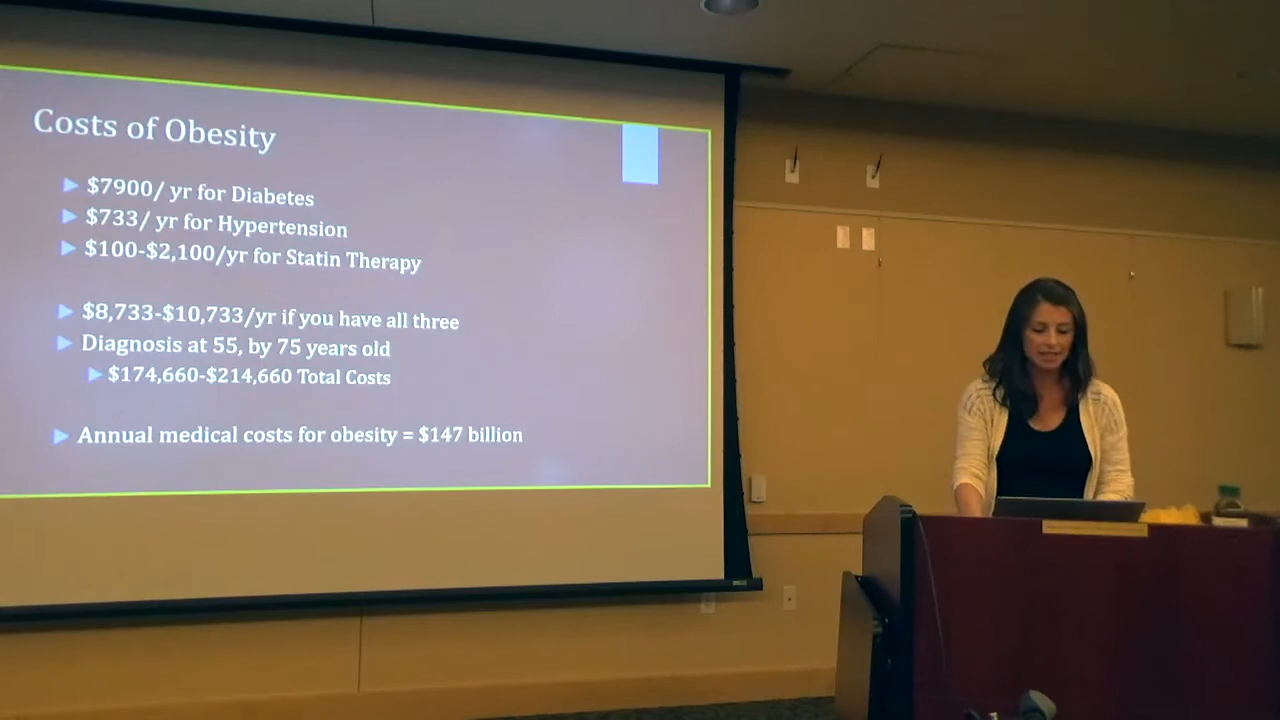 Costs of Obesity
$7900/ yr for Diabetes
$733/ yr for Hypertension
$100-$2,100/yr for Statin Therapy
$8,733-$10,733/yr if you have all three
Diagnosis at 55, by 75 years old
$174,660-$214,660 Total Costs
Annual medical costs for obesity = $147 billion